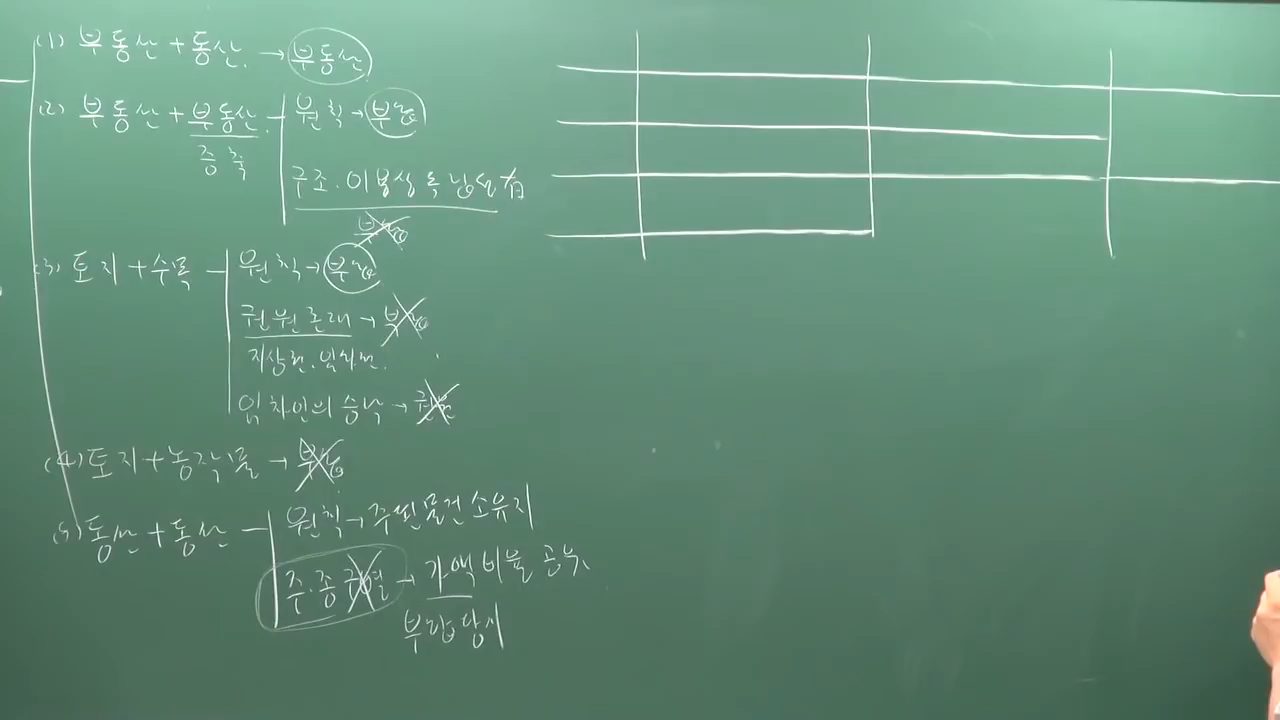 (1) 부동산 + 동산. → 부동산
(2) 부동산 + 부동산. 원칙 → 부합
증축
구조·이용상 독립성 有
부합
(3) 토지 + 수목 원칙 → 부합
권원존재 → 부합
지상권. 임차권.
임차인의 승낙 → 권원
(4) 토지 + 농작물 → 부합
(5) 동산 + 동산 원칙 → 주된 물건 소유자
주·종 구별 → 가액 비율 공유
부합당시